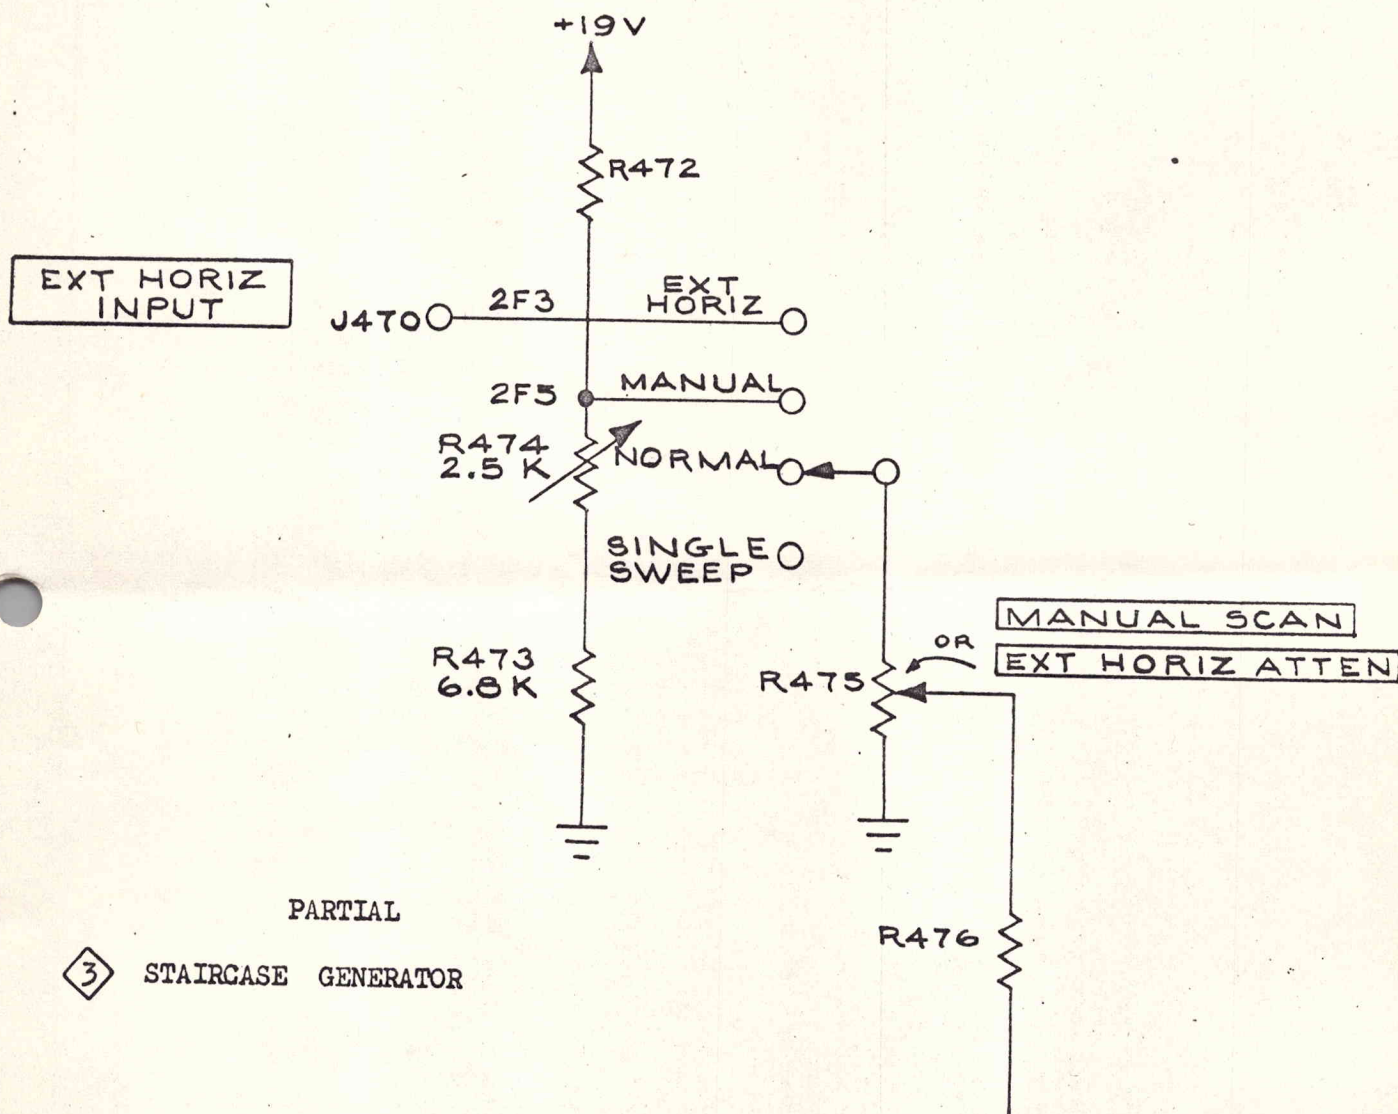 +19V
R472
EXT HORIZ
INPUT
J470
2F3
EXT
HORIZ
2F5
MANUAL
R474
2.5 K
NORMAL
SINGLE
SWEEP
MANUAL SCAN
OR
EXT HORIZ ATTEN
R473
6.8K
R475
R476
PARTIAL
3 STAIRCASE GENERATOR